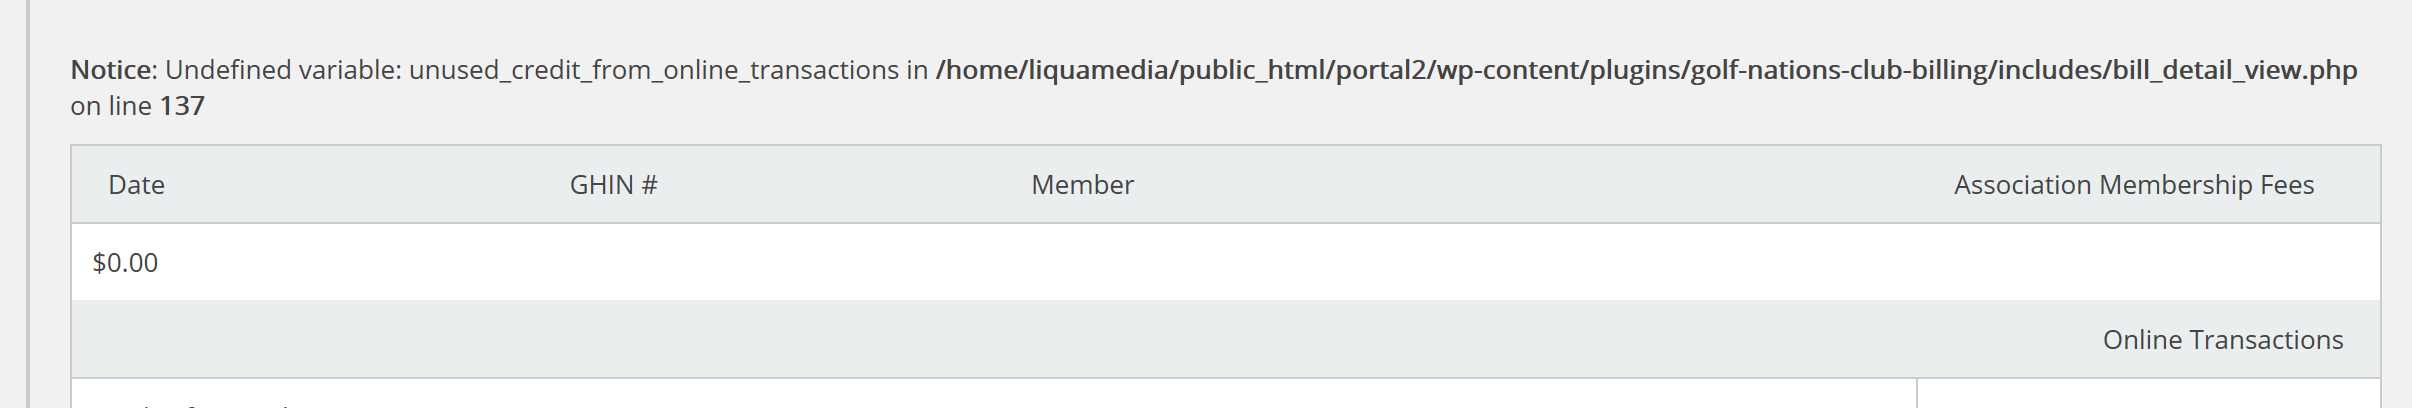 Notice: Undefined variable: unused_credit_from_online_transactions in /home/liquamedia/public_html/portal2/wp-content/plugins/golf-nations-club-billing/includes/bill_detail_view.php
on line 137
Date GHIN # Member Association Membership Fees
$0.00
Online Transactions